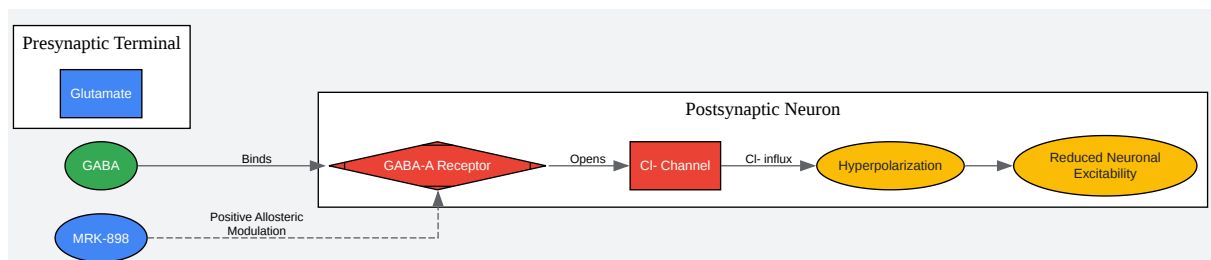 Presynaptic Terminal
Glutamate
Postsynaptic Neuron
GABA
Binds
GABA-A Receptor
Opens
Cl- Channel
Cl- influx
Hyperpolarization
Reduced Neuronal
Excitability
MRK-898
Positive Allosteric
Modulation